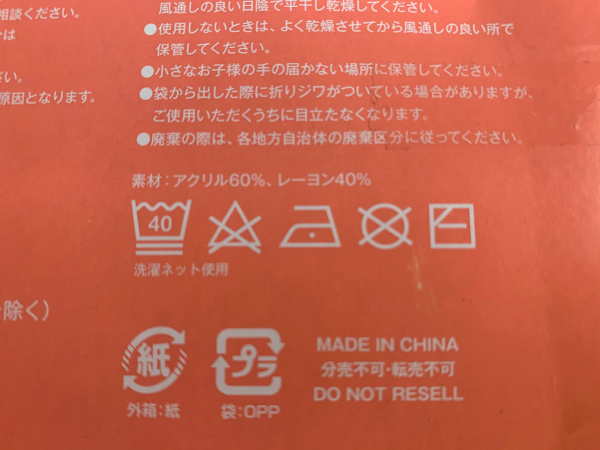 相談ください。
は
い。
原因となります。
を除く）
風通しの良い日陰で平干し乾燥してください。
●使用しないときは、よく乾燥させてから風通しの良い所で
保管してください。
●小さなお子様の手の届かない場所に保管してください。
●袋から出した際に折りジワがついている場合がありますが、
ご使用いただくうちに目立たなくなります。
●廃棄の際は、各地方自治体の廃棄区分に従ってください。
素材：アクリル60%、レーヨン40%
40
洗濯ネット使用
紙
外箱：紙
プラ
袋：OPP
MADE IN CHINA
分売不可・転売不可
DO NOT RESELL